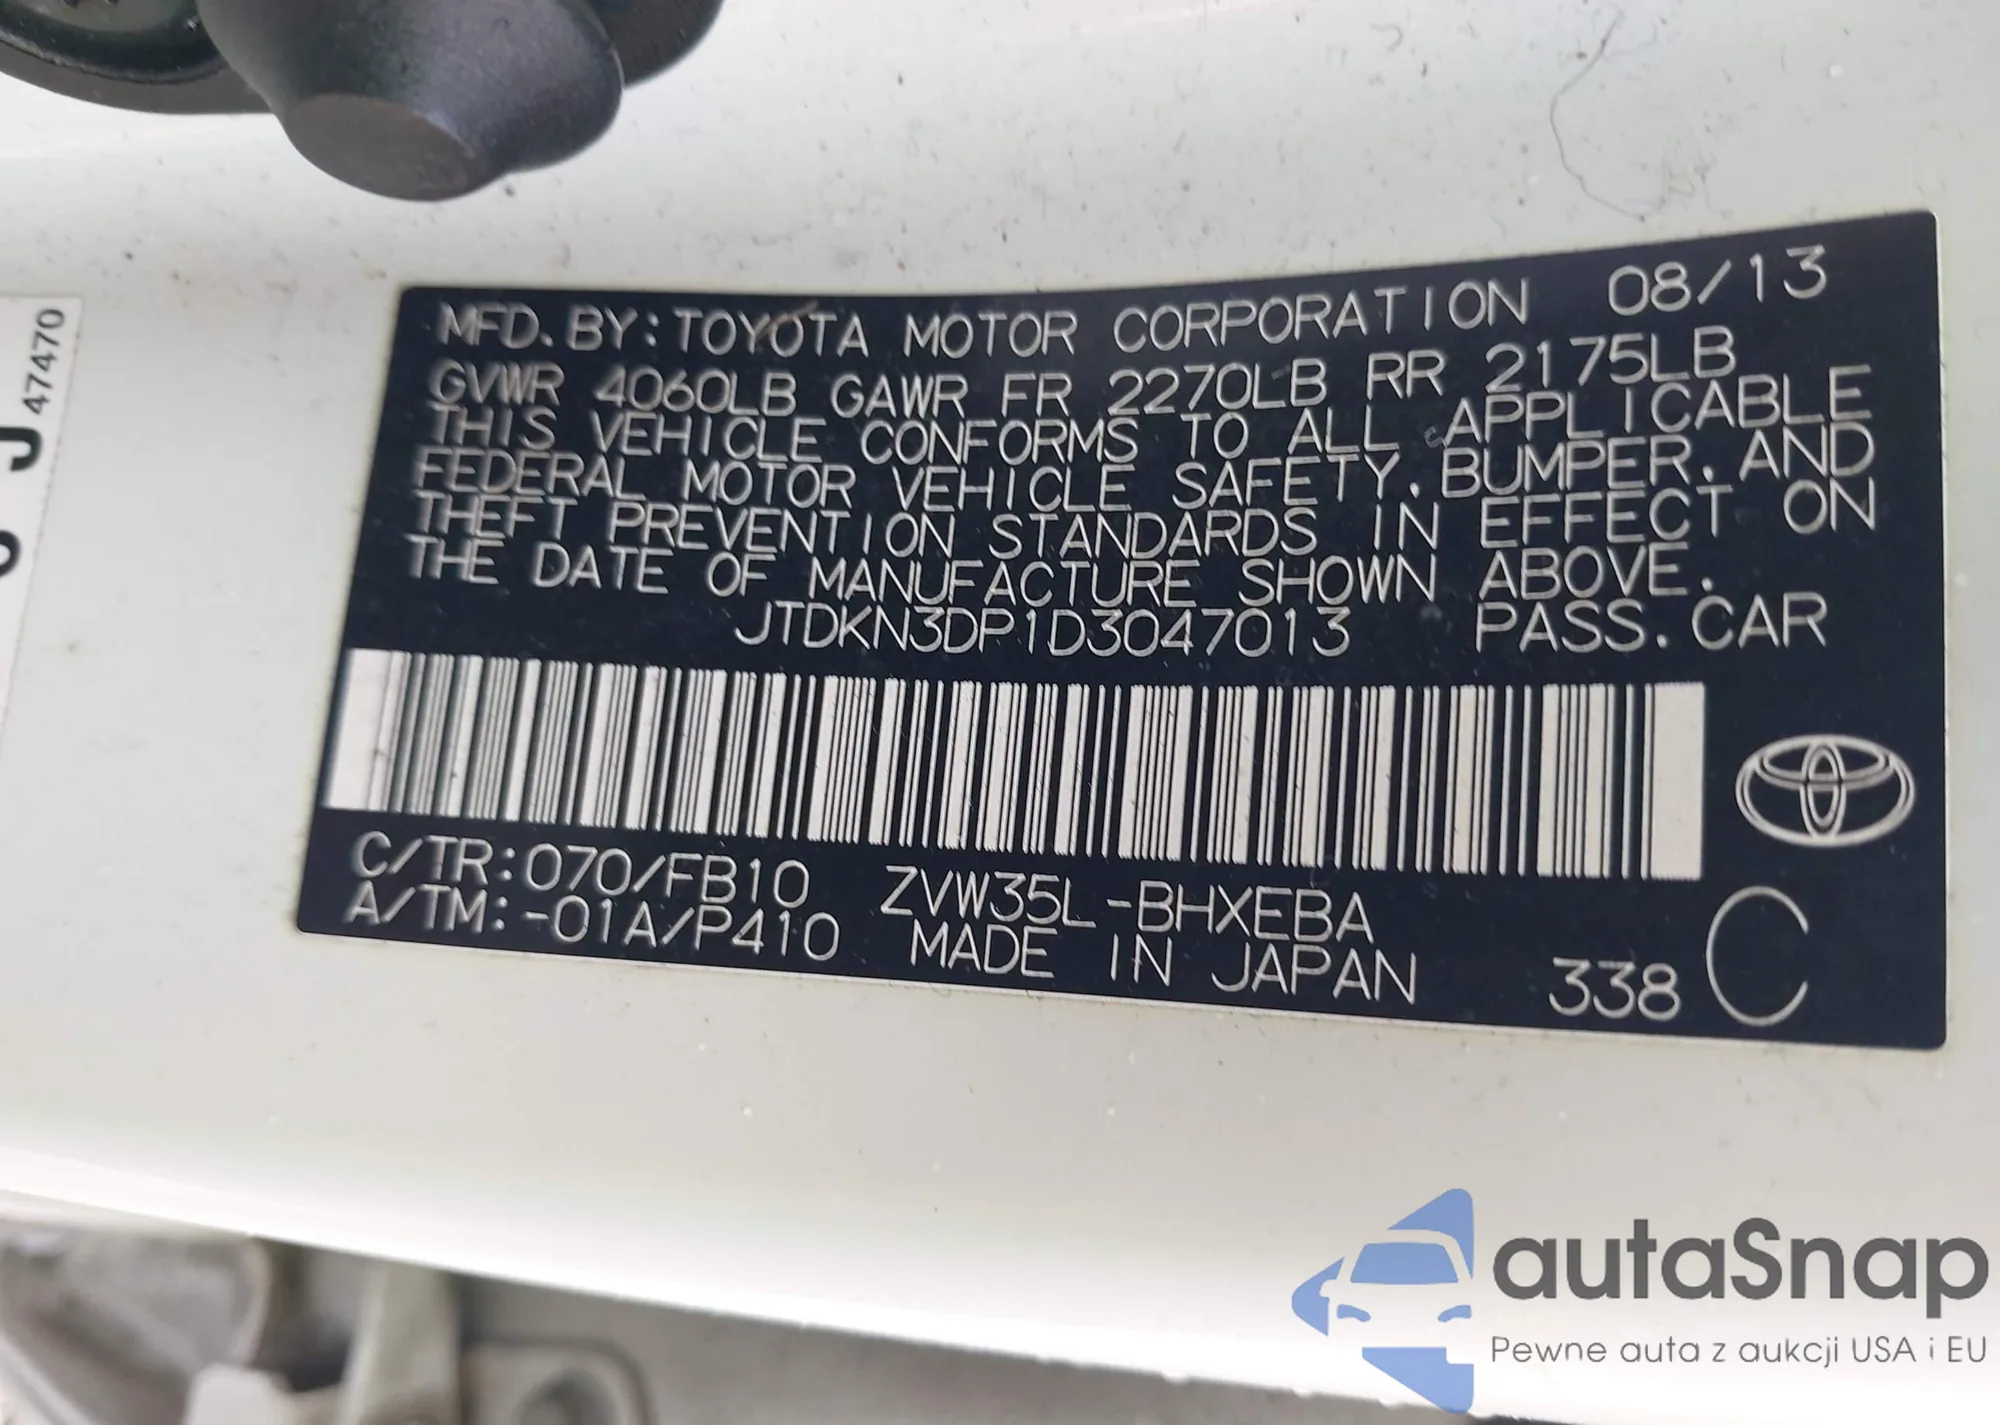 MFD. BY: TOYOTA MOTOR CORPORATION 08/13
GVWR 4060LB GAWR FR 2270LB RR 2175LB
THIS VEHICLE CONFORMS TO ALL APPLICABLE
FEDERAL MOTOR VEHICLE SAFETY, BUMPER, AND
THEFT PREVENTION STANDARDS IN EFFECT ON
THE DATE OF MANUFACTURE SHOWN ABOVE.
JTDKN3DP1D3047013 PASS. CAR
C/TR: 070/FB10 ZVW35L-BHXEBA
A/TM: -01A/P410 MADE IN JAPAN 338 C
J 47470
autaSnap
Pewne auta z aukcji USA i EU